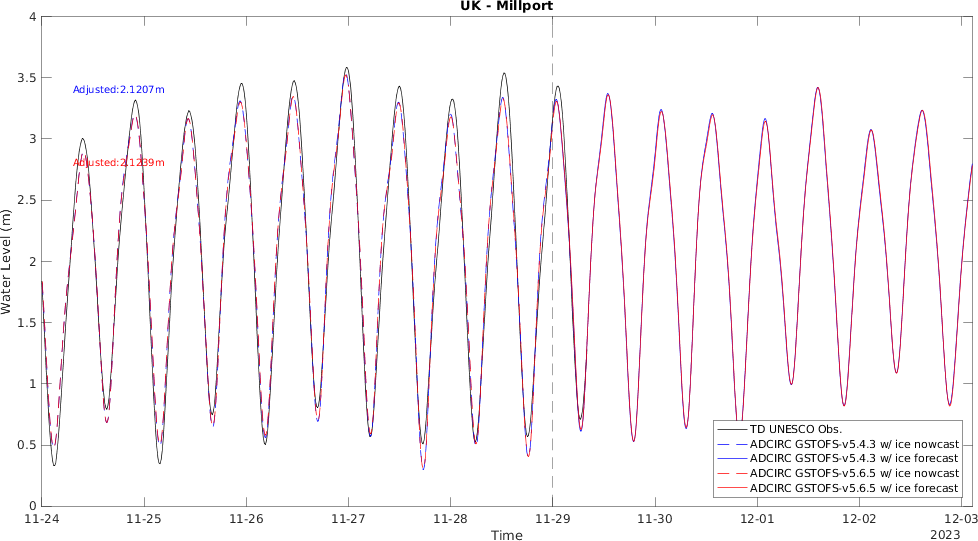 UK - Millport
4
3.5
3
2.5
2
1.5
1
0.5
0
Water Level (m)
Adjusted:2.1207m
Adjusted:2.1239m
TD UNESCO Obs.
ADCIRC GSTOFS-v5.4.3 w/ ice nowcast
ADCIRC GSTOFS-v5.4.3 w/ ice forecast
ADCIRC GSTOFS-v5.6.5 w/ ice nowcast
ADCIRC GSTOFS-v5.6.5 w/ ice forecast
11-24 11-25 11-26 11-27 11-28 11-29 11-30 12-01 12-02 12-03
Time
2023